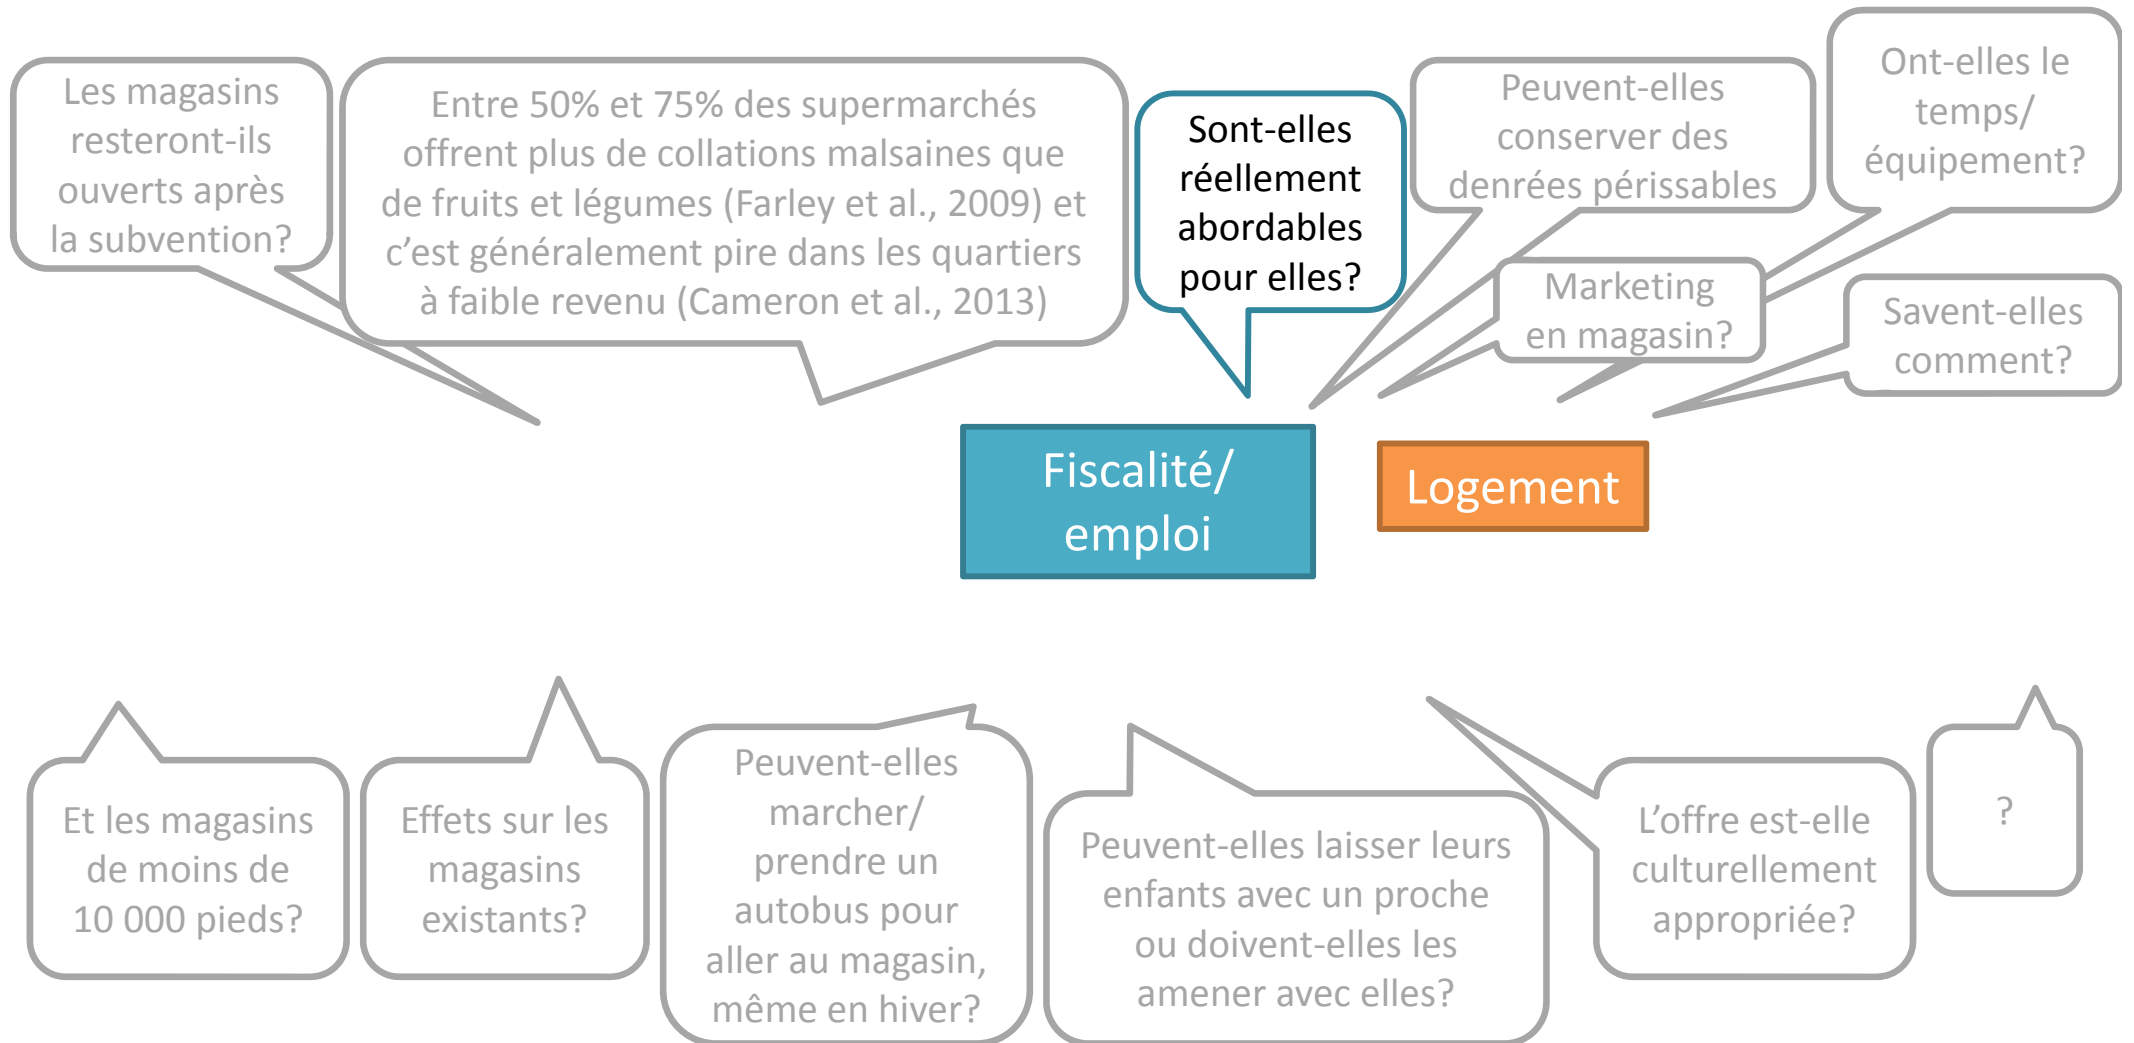 Les magasins
resteront-ils
ouverts après
la subvention?
Entre 50% et 75% des supermarchés
offrent plus de collations malsaines que
de fruits et légumes (Farley et al., 2009) et
c’est généralement pire dans les quartiers
à faible revenu (Cameron et al., 2013)
Sont-elles
réellement
abordables
pour elles?
Peuvent-elles
conserver des
denrées périssables
Ont-elles le
temps/
équipement?
Marketing
en magasin?
Savent-elles
comment?
Fiscalité/
emploi
Logement
Et les magasins
de moins de
10 000 pieds?
Effets sur les
magasins
existants?
Peuvent-elles
marcher/
prendre un
autobus pour
aller au magasin,
même en hiver?
Peuvent-elles laisser leurs
enfants avec un proche
ou doivent-elles les
amener avec elles?
L’offre est-elle
culturellement
appropriée?
?